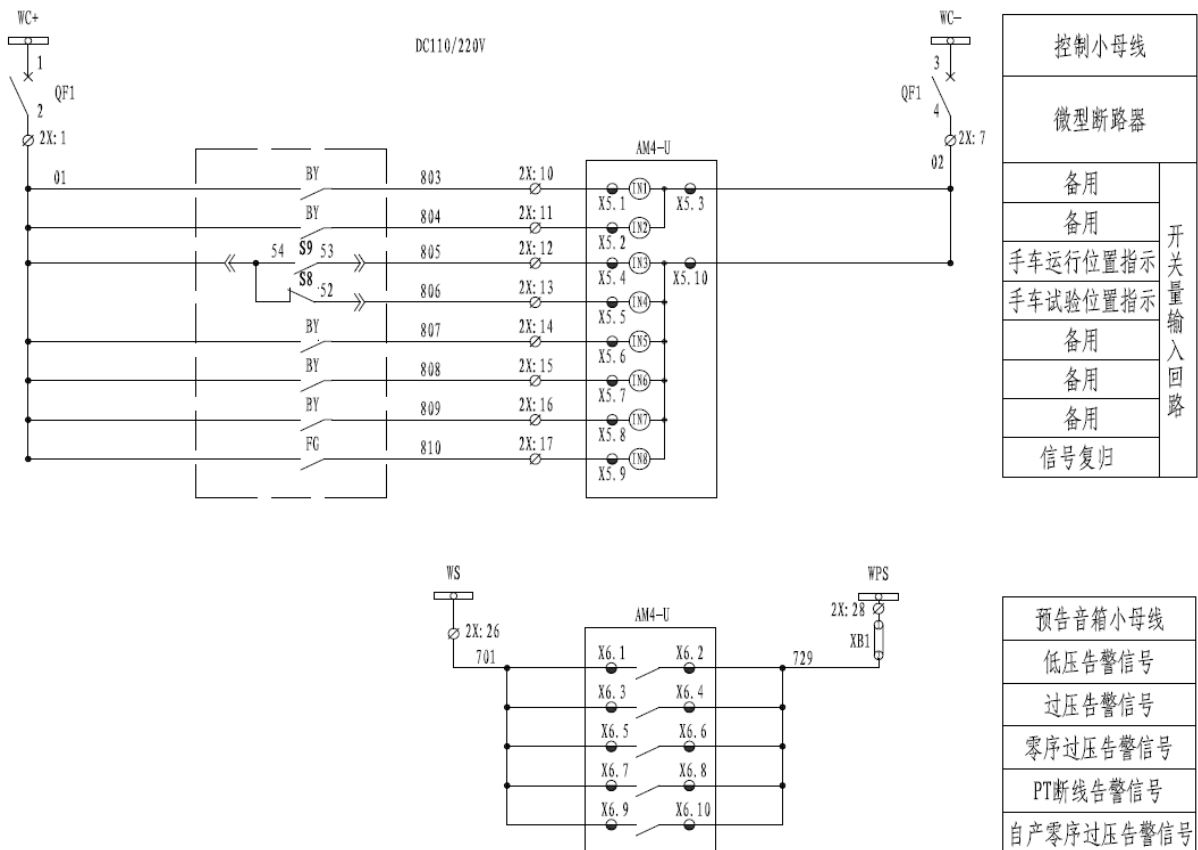 WC+
WC-
DC110/220V
控制小母线
1
3
QF1
QF1
2
4
微型断路器
2X:1
2X:7
AM4-U
01
BY
803
2X:10
X5.1
IN1
X5.3
02
备用
BY
804
2X:11
X5.2
IN2
备用
54
S9
53
805
2X:12
X5.4
IN3
X5.10
手车运行位置指示
S8
52
806
2X:13
X5.5
IN4
手车试验位置指示
BY
807
2X:14
X5.6
IN5
备用
BY
808
2X:15
X5.7
IN6
备用
BY
809
2X:16
X5.8
IN7
备用
FG
810
2X:17
X5.9
IN8
信号复归
开关量输入回路
WS
WPS
2X:28
2X:26
AM4-U
XB1
预告音箱小母线
701
X6.1
X6.2
729
低压告警信号
X6.3
X6.4
过压告警信号
X6.5
X6.6
零序过压告警信号
X6.7
X6.8
PT断线告警信号
X6.9
X6.10
自产零序过压告警信号